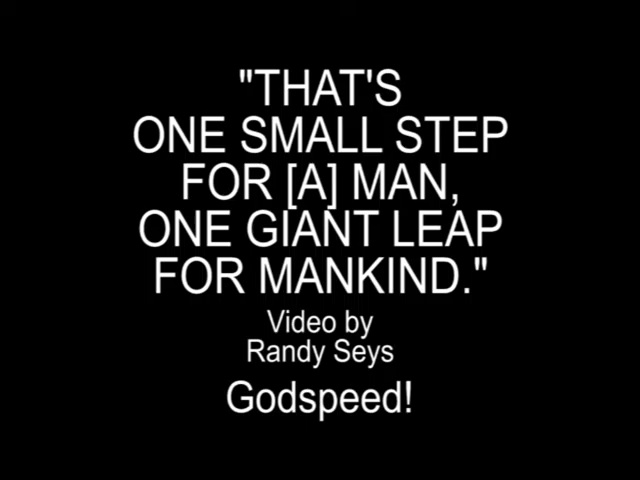 "THAT'S
ONE SMALL STEP
FOR [A] MAN,
ONE GIANT LEAP
FOR MANKIND."
Video by
Randy Seys
Godspeed!